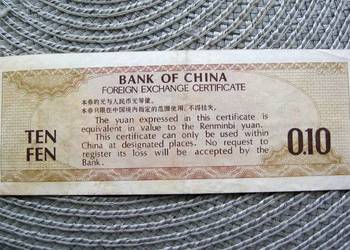 BANK OF CHINA
FOREIGN EXCHANGE CERTIFICATE
本券的元与人民币元等值。
本券只限在中国境内指定的范围使用,不得挂失。
TEN
FEN
The yuan expressed in this certificate is
equivalent in value to the Renminbi yuan.
This certificate can only be used within
China at designated places. No request to
register its loss will be accepted by the
Bank.
0.10